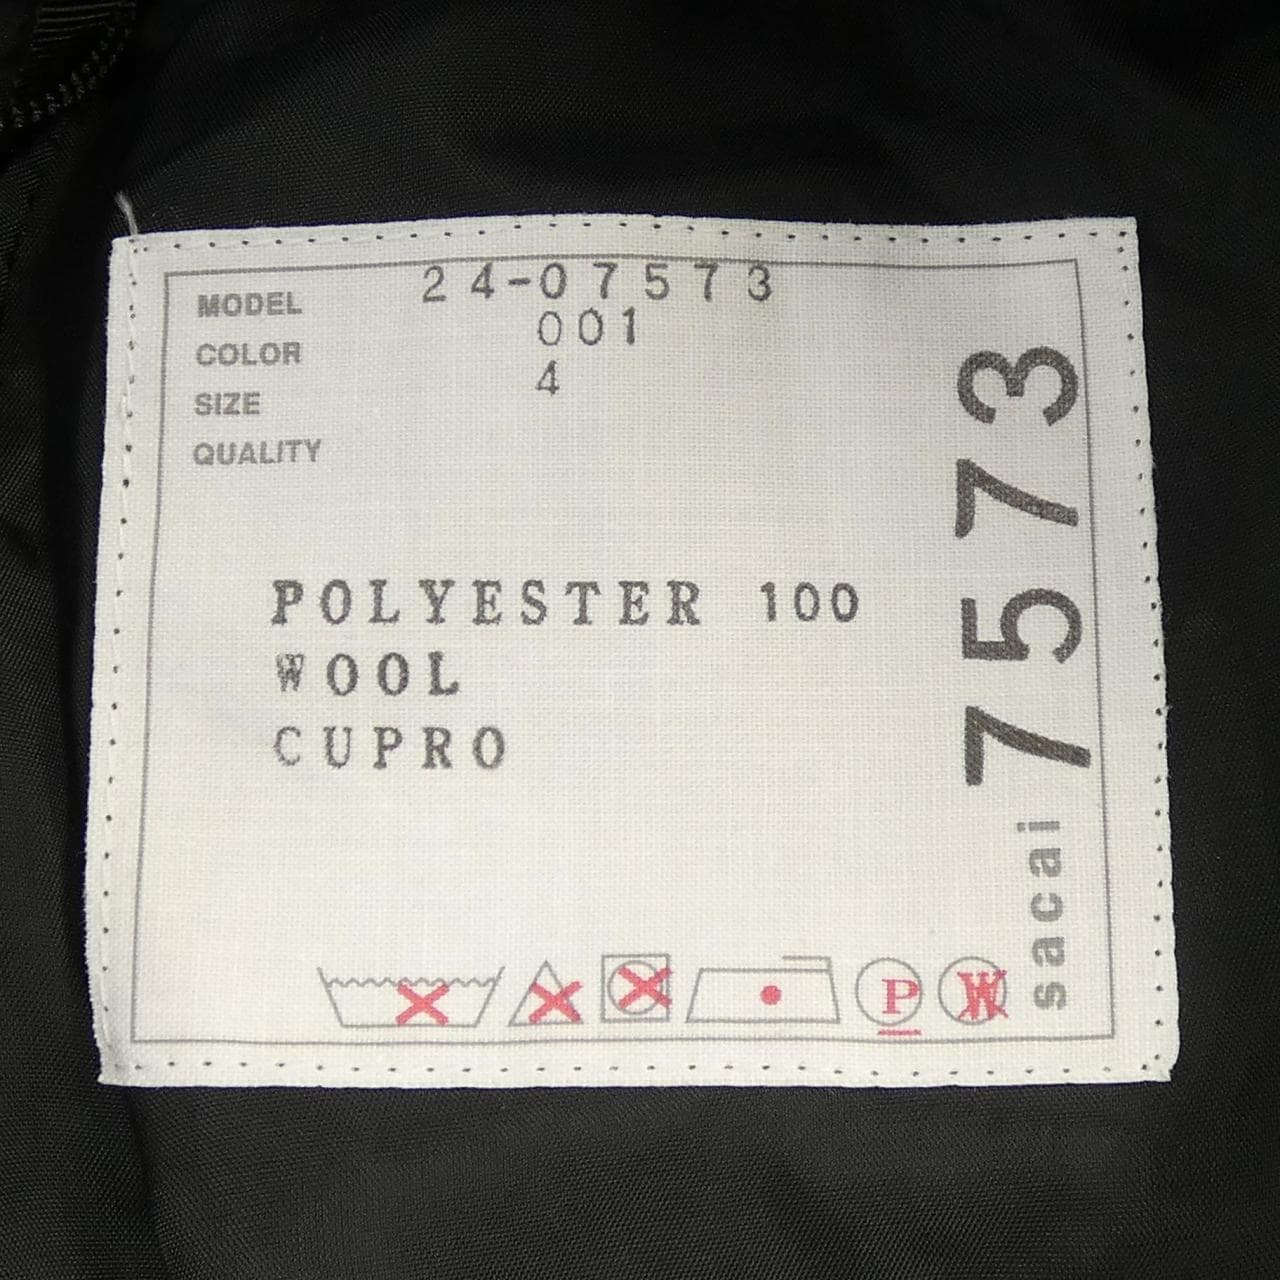 MODEL 24-07573
COLOR 001
SIZE 4
QUALITY
POLYESTER 100
WOOL
CUPRO
P
W
sacai 7573